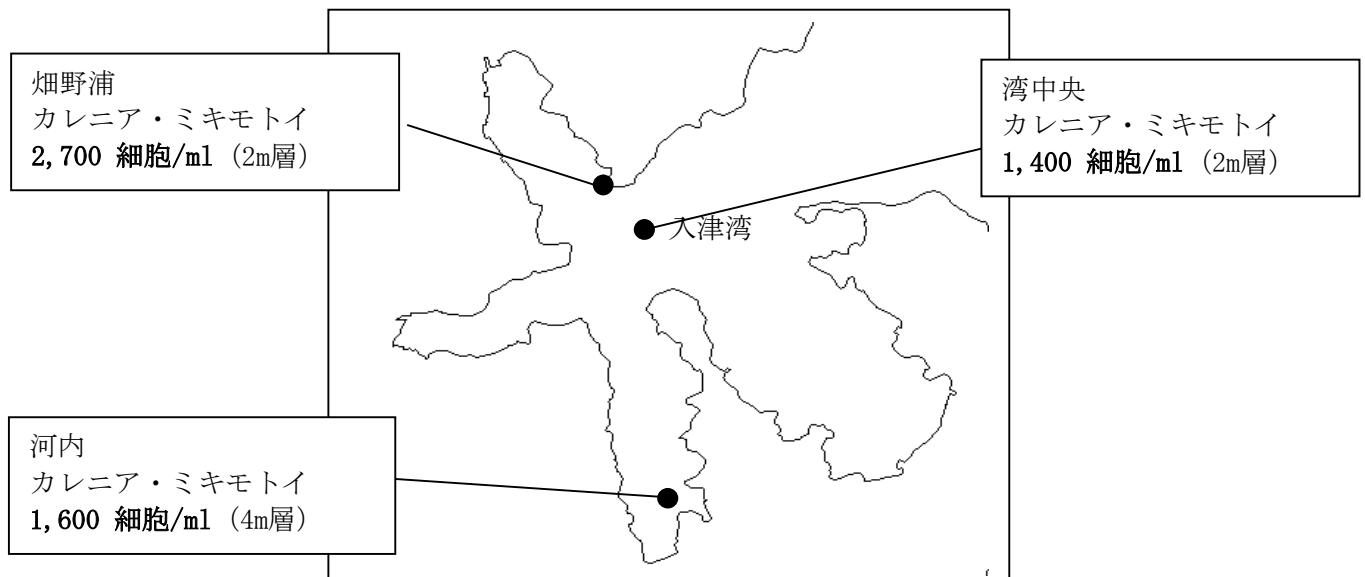 畑野浦
カレニア・ミキモトイ
2,700 細胞/ml（2m層）
湾中央
カレニア・ミキモトイ
1,400 細胞/ml（2m層）
入津湾
河内
カレニア・ミキモトイ
1,600 細胞/ml（4m層）